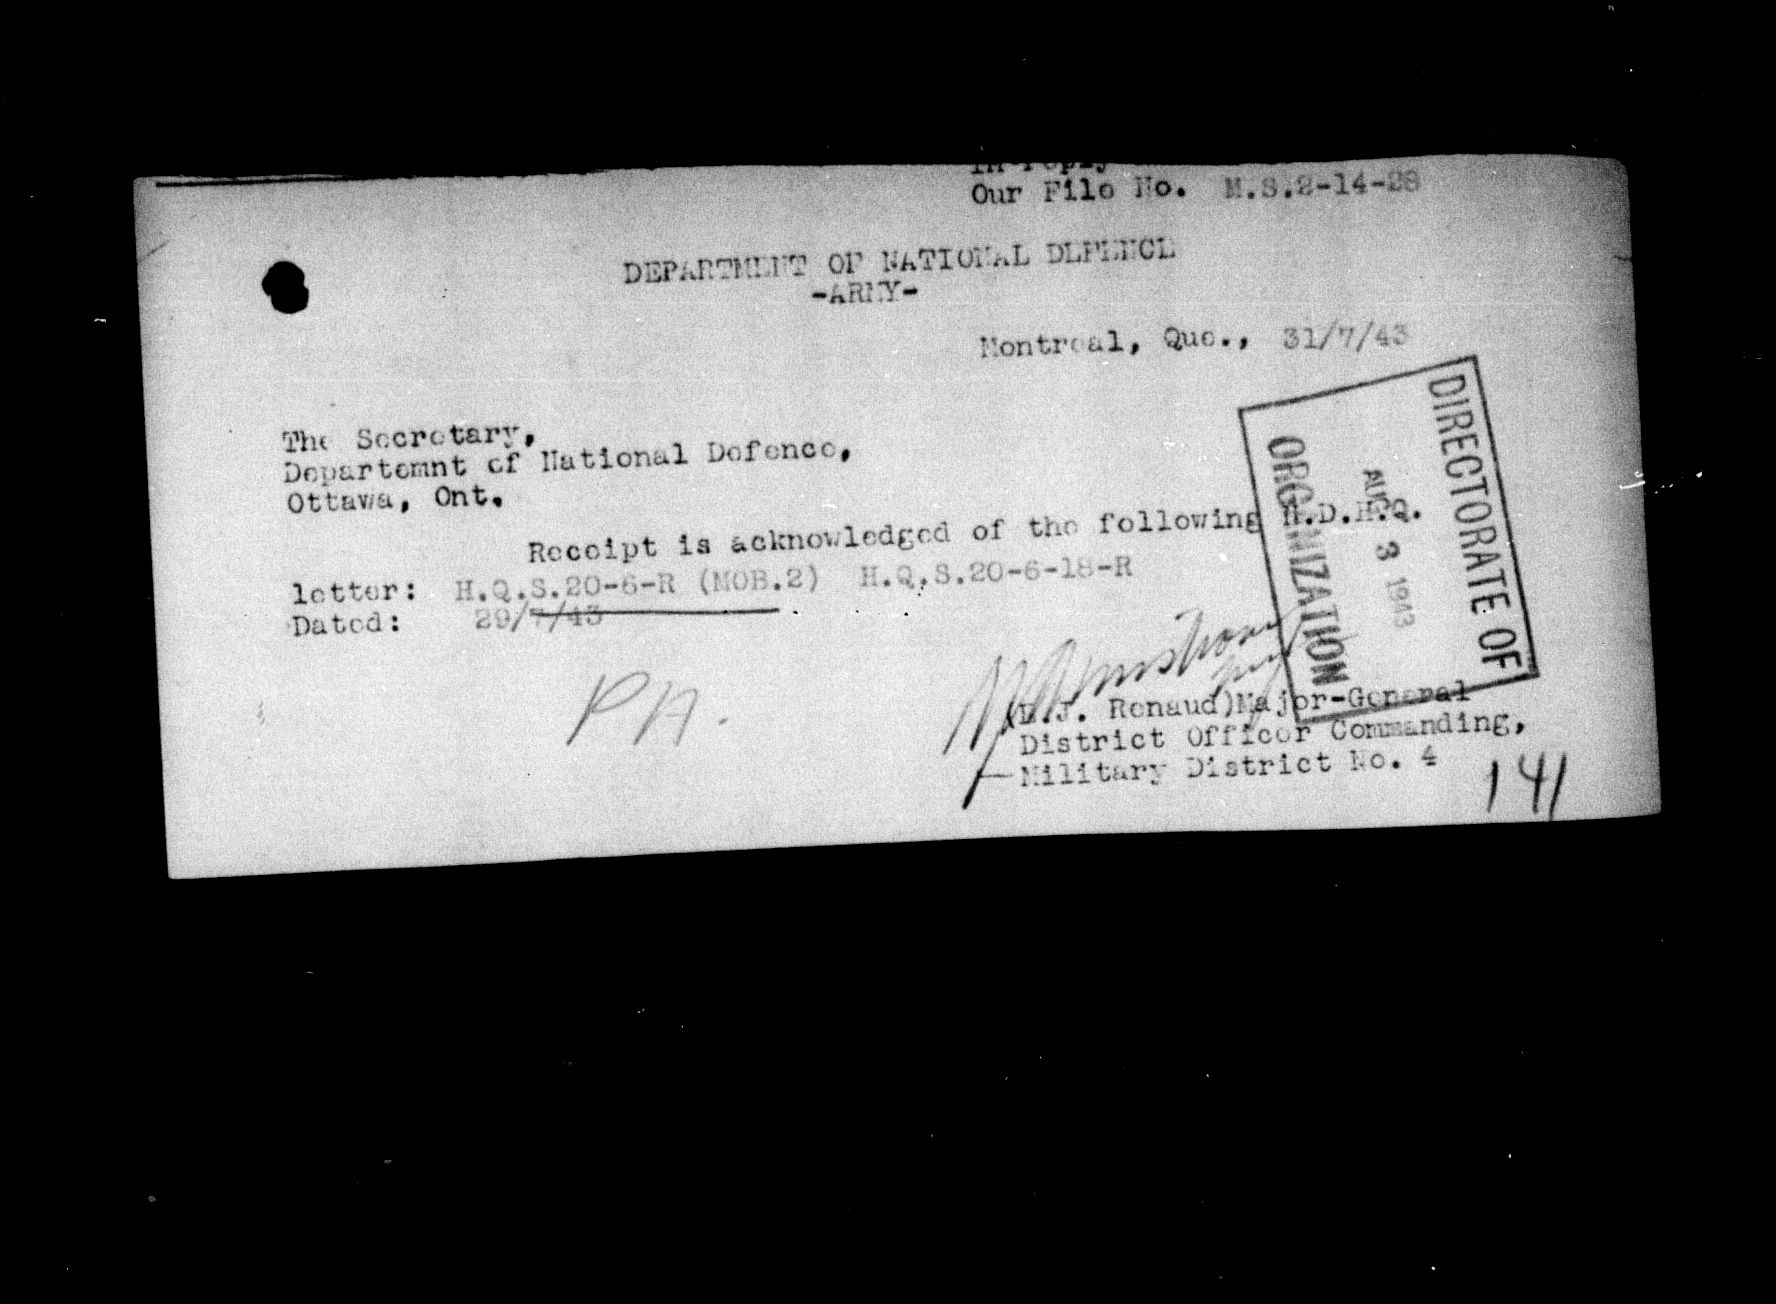 In reply
Our File No. M.S.2-14-28
DEPARTMENT OF NATIONAL DEFENCE
-ARMY-
Montreal, Que., 31/7/43
The Secretary,
Departemnt of National Defence,
Ottawa, Ont.
Receipt is acknowledged of the following N.D.H.Q.
letter: H.Q.S.20-6-R (MOB.2) H.Q.S.20-6-18-R
Dated: 29/7/43
DIRECTORATE OF
AUG 3 1943
ORGANIZATION
P.A.
(E.J. Renaud)Major-General
District Officer Commanding,
Military District No. 4
141